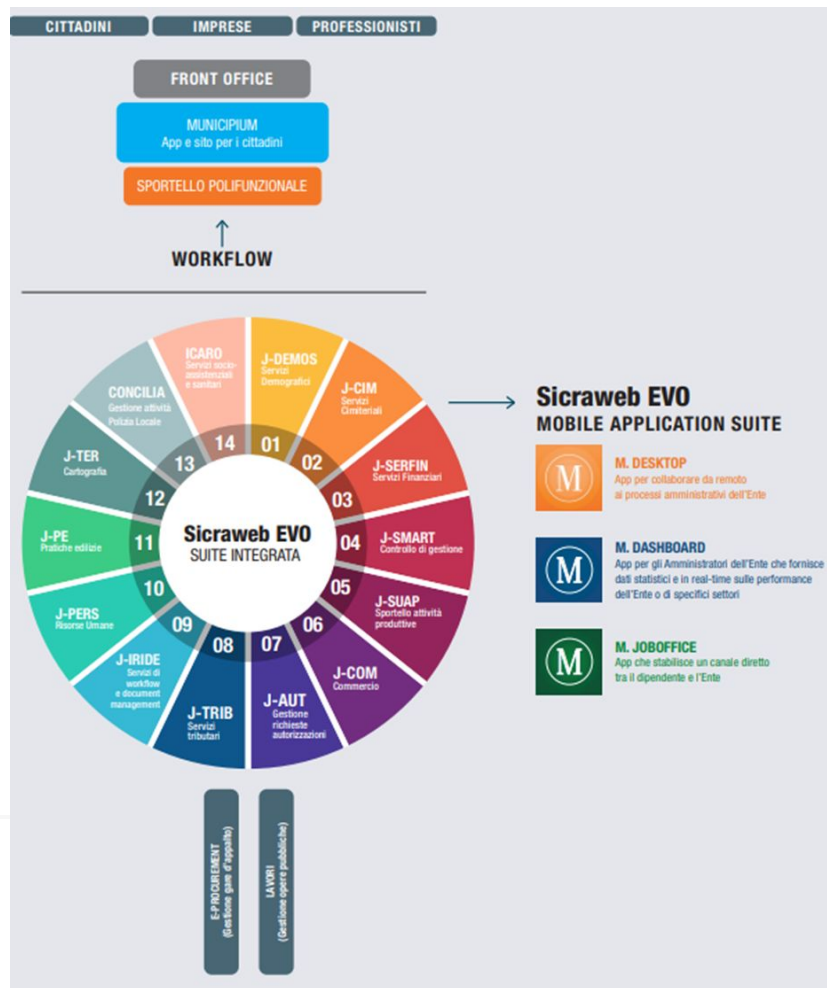 CITTADINI
IMPRESE
PROFESSIONISTI
FRONT OFFICE
MUNICIPIUM
App e sito per i cittadini
SPORTELLO POLIFUNZIONALE
WORKFLOW
Sicraweb EVO
SUITE INTEGRATA
01
J-DEMOS
Servizi
Demografici
02
J-CIM
Servizi
Cimiteriali
03
J-SERFIN
Servizi Finanziari
04
J-SMART
Controllo di gestione
05
J-SUAP
Sportello attività
produttive
06
J-COM
Commercio
07
J-AUT
Gestione
richieste
autorizzazioni
08
J-TRIB
Servizi
tributari
09
J-IRIDE
Servizi di
workflow
e document
management
10
J-PERS
Risorse Umane
11
J-PE
Pratiche edilizie
12
J-TER
Cartografia
13
CONCILIA
Gestione attività
Polizia Locale
14
ICARO
Servizi socio-
assistenziali
e sanitari
Sicraweb EVO
MOBILE APPLICATION SUITE
M
M. DESKTOP
App per collaborare da remoto
ai processi amministrativi dell'Ente
M
M. DASHBOARD
App per gli Amministratori dell'Ente che fornisce
dati statistici e in real-time sulle performance
dell'Ente o di specifici settori
M
M. JOBOFFICE
App che stabilisce un canale diretto
tra il dipendente e l'Ente
E-PROCUREMENT
(Gestione gare d'appalto)
LAVORI
(Gestione opere pubbliche)